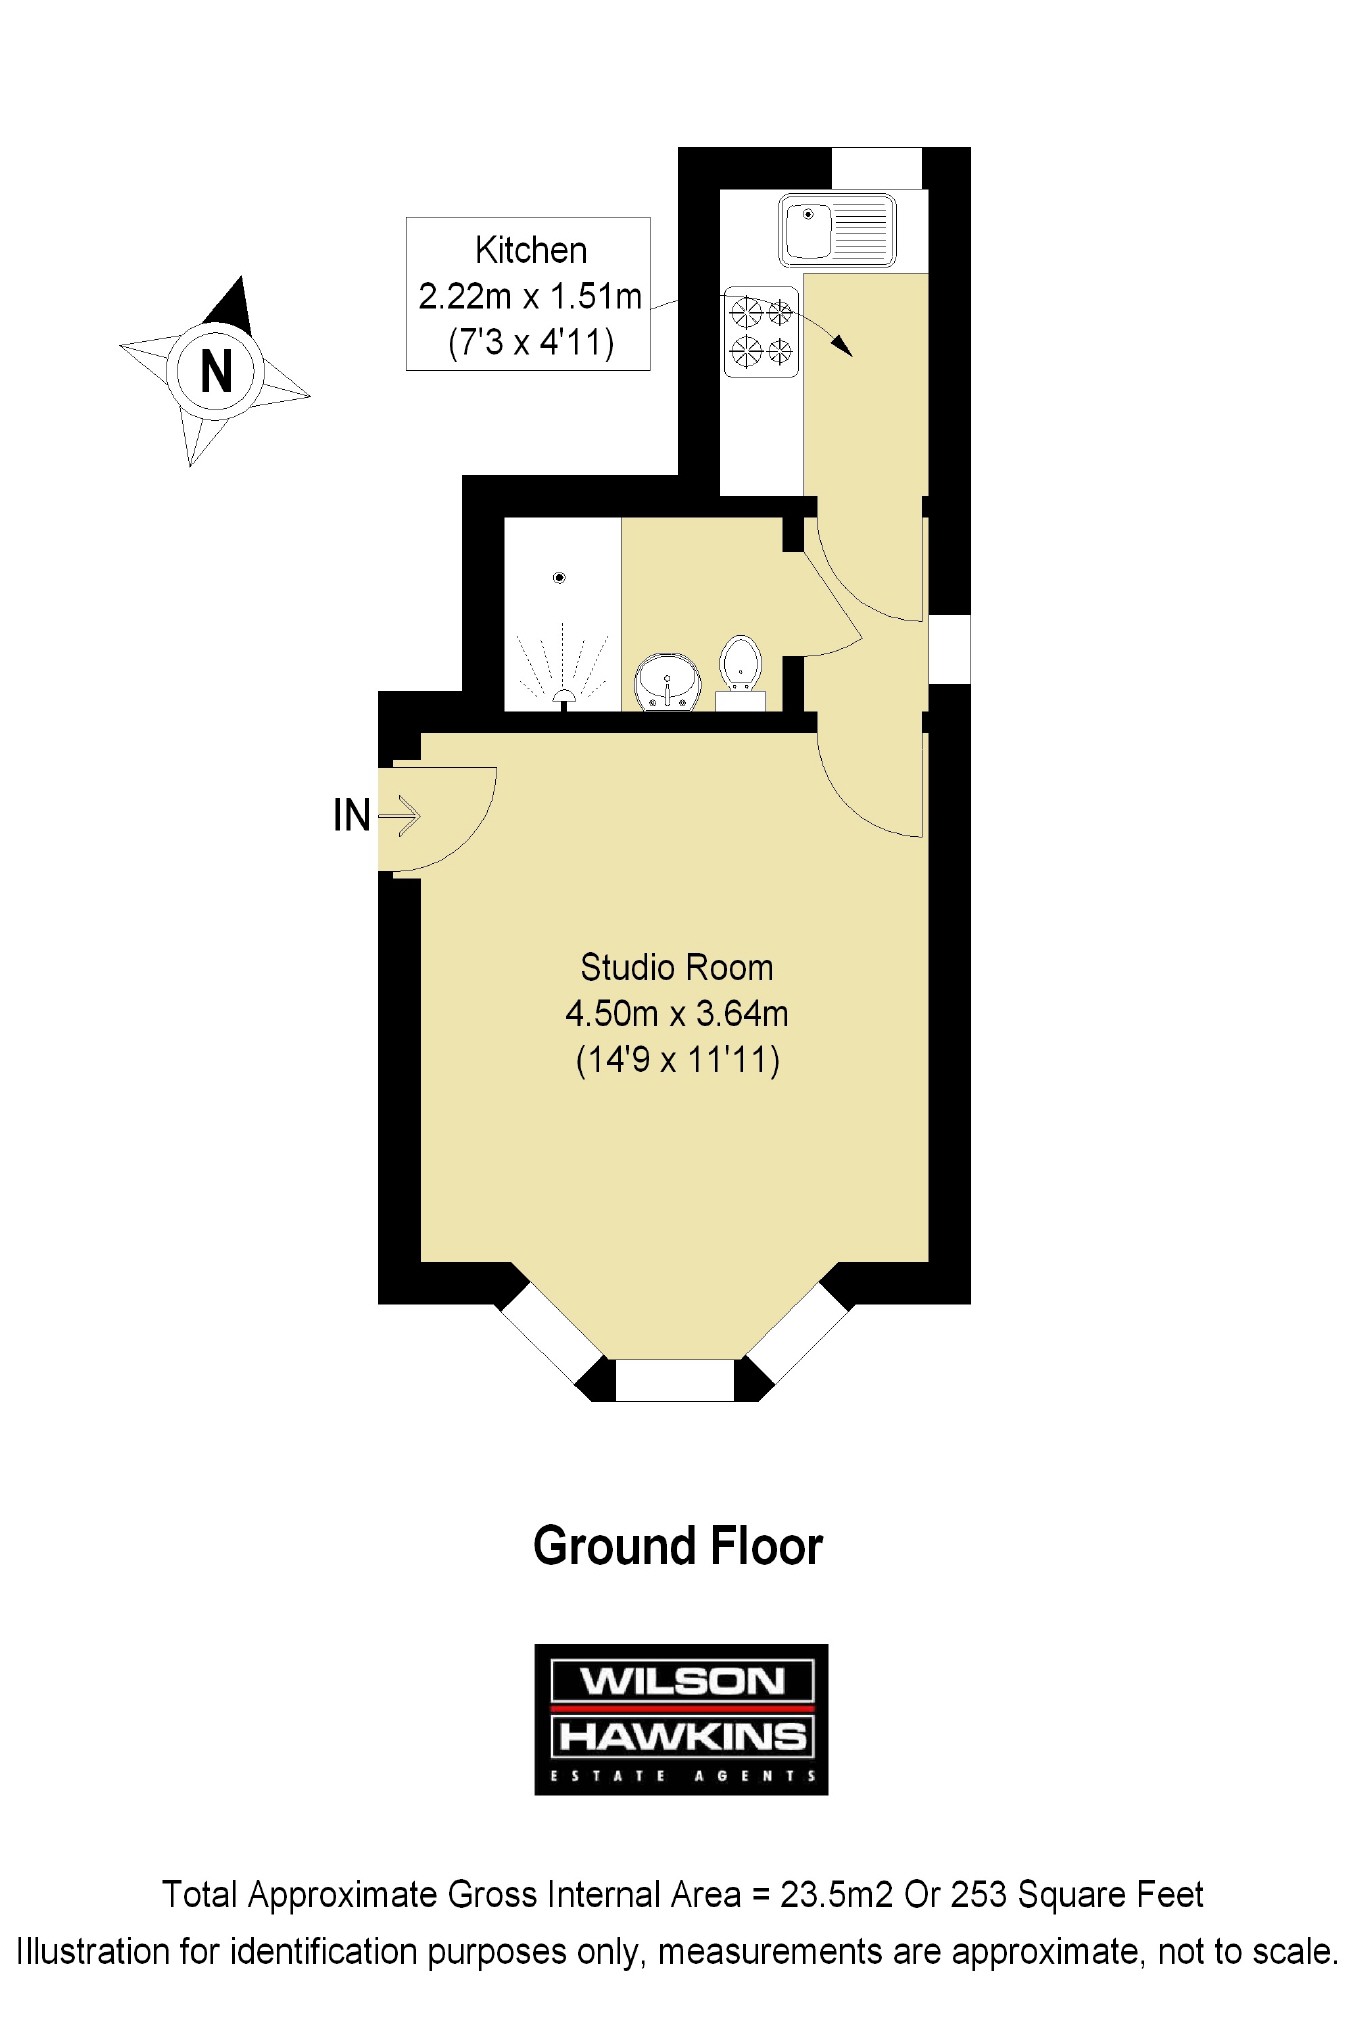 Kitchen
2.22m x 1.51m
(7'3 x 4'11)
N
IN
Studio Room
4.50m x 3.64m
(14'9 x 11'11)
Ground Floor
WILSON
HAWKINS
ESTATE AGENTS
Total Approximate Gross Internal Area = 23.5m2 Or 253 Square Feet
Illustration for identification purposes only, measurements are approximate, not to scale.